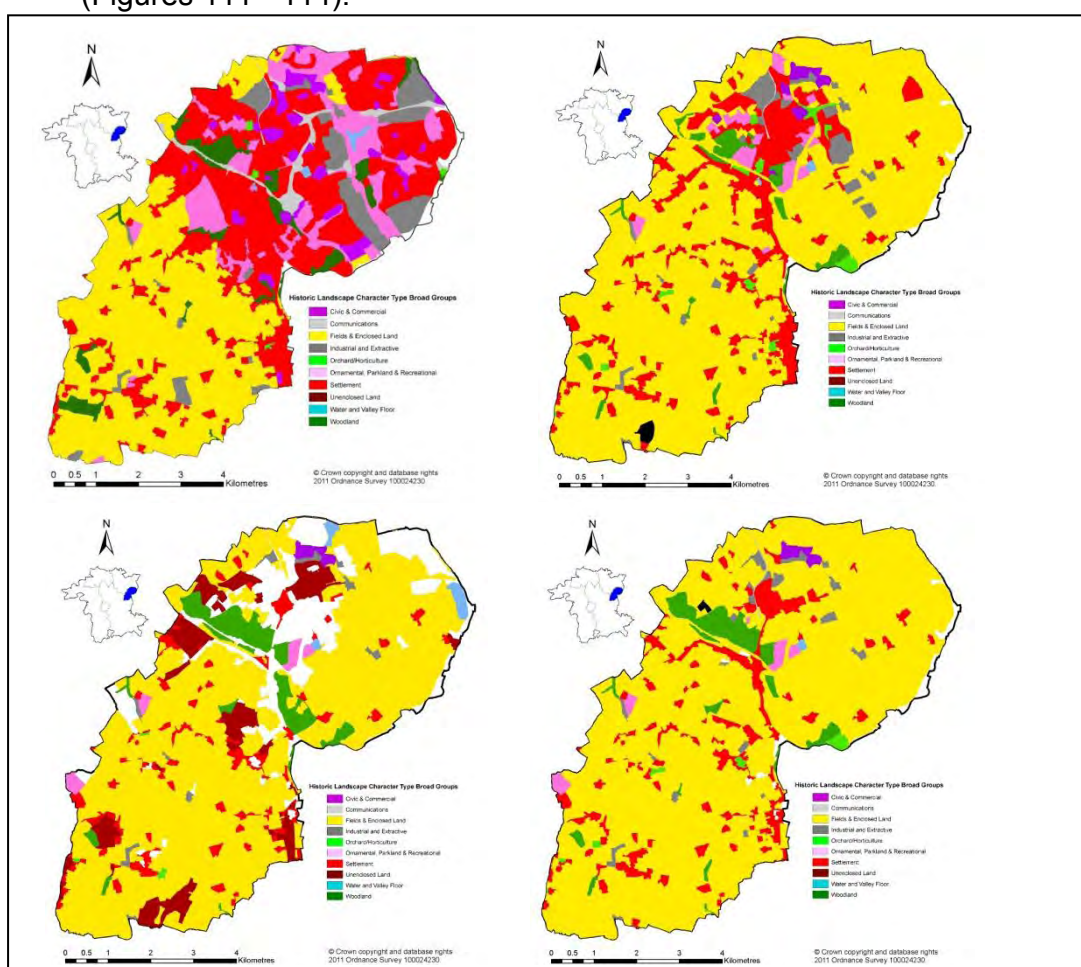 (Figures 111 – 114).
N
Historic Landscape Character Type Broad Groups
Civic & Commercial
Communications
Fields & Enclosed Land
Industrial and Extractive
Orchard/Horticulture
Ornamental, Parkland & Recreational
Settlement
Unenclosed Land
Water and Valley Floor
Woodland
0 0.5 1 2 3 4
Kilometres
© Crown copyright and database rights
2011 Ordnance Survey 100024230
N
Historic Landscape Character Type Broad Groups
Civic & Commercial
Communications
Fields & Enclosed Land
Industrial and Extractive
Orchard/Horticulture
Ornamental, Parkland & Recreational
Settlement
Unenclosed Land
Water and Valley Floor
Woodland
0 0.5 1 2 3 4
Kilometres
© Crown copyright and database rights
2011 Ordnance Survey 100024230
N
Historic Landscape Character Type Broad Groups
Civic & Commercial
Communications
Fields & Enclosed Land
Industrial and Extractive
Orchard/Horticulture
Ornamental, Parkland & Recreational
Settlement
Unenclosed Land
Water and Valley Floor
Woodland
0 0.5 1 2 3 4
Kilometres
© Crown copyright and database rights
2011 Ordnance Survey 100024230
N
Historic Landscape Character Type Broad Groups
Civic & Commercial
Communications
Fields & Enclosed Land
Industrial and Extractive
Orchard/Horticulture
Ornamental, Parkland & Recreational
Settlement
Unenclosed Land
Water and Valley Floor
Woodland
0 0.5 1 2 3 4
Kilometres
© Crown copyright and database rights
2011 Ordnance Survey 100024230